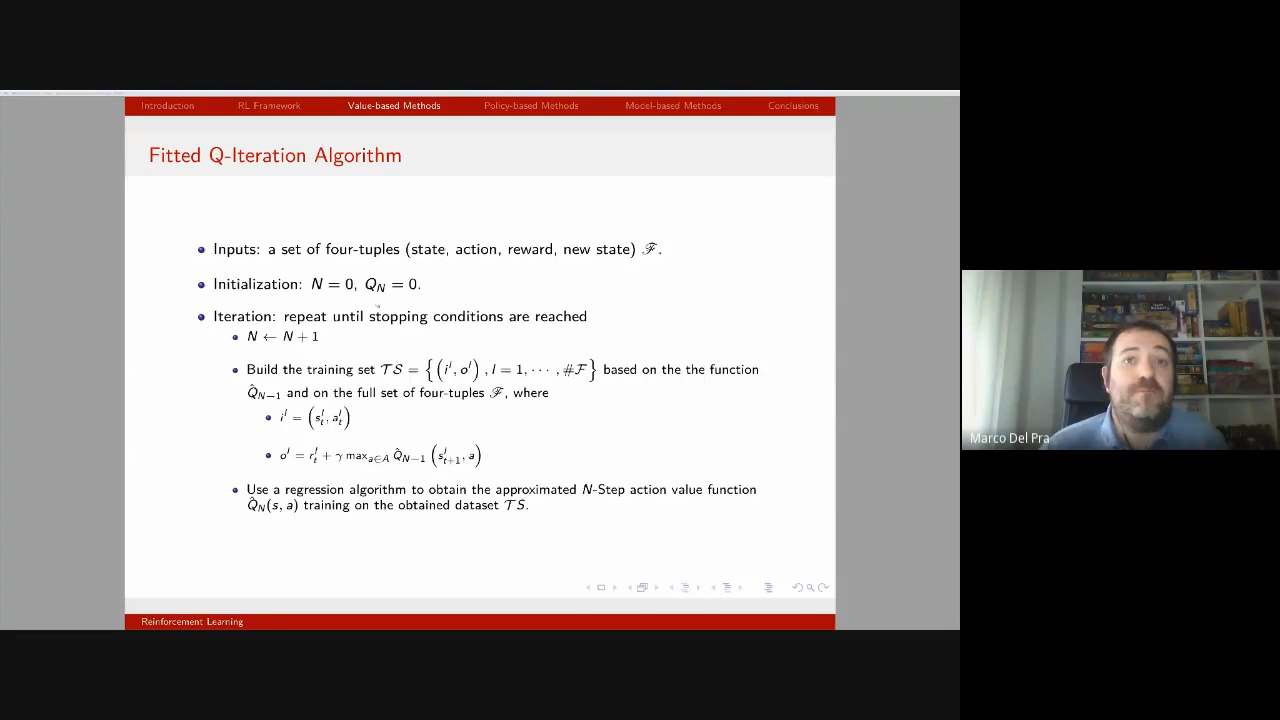 Introduction RL Framework Value-based Methods Policy-based Methods Model-based Methods Conclusions
Fitted Q-Iteration Algorithm
Inputs: a set of four-tuples (state, action, reward, new state) ℱ.
Initialization: N = 0, Q_N = 0.
Iteration: repeat until stopping conditions are reached
N ← N + 1
Build the training set 𝒯S = {(i^l, o^l), l = 1, ⋯, #ℱ} based on the the function
Q̂_{N−1} and on the full set of four-tuples ℱ, where
i^l = (s_t^l, a_t^l)
o^l = r_t^l + γ max_{a∈A} Q̂_{N−1} (s_{t+1}^l, a)
Use a regression algorithm to obtain the approximated N-Step action value function
Q̂_N(s, a) training on the obtained dataset 𝒯S.
Reinforcement Learning
Marco Del Pra